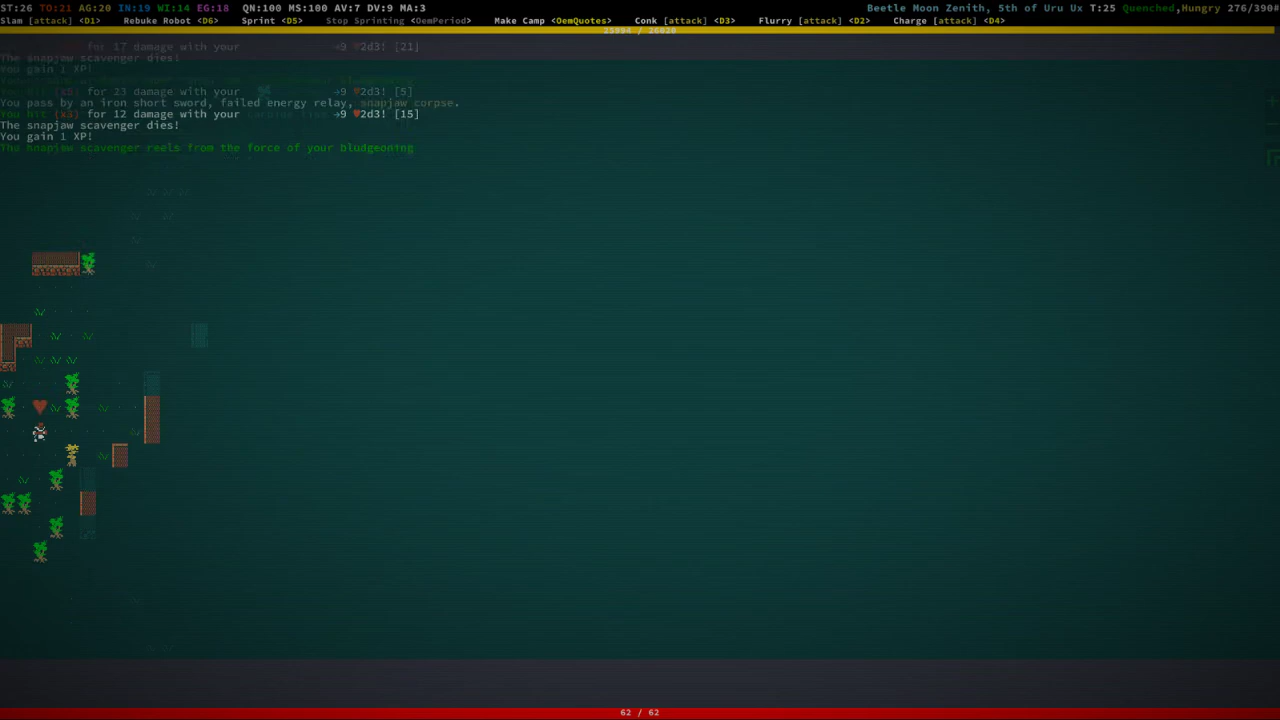 ST:26 TO:21 AG:20 IN:19 WI:14 EG:18 QN:100 MS:100 AV:7 DV:9 MA:3 Beetle Moon Zenith, 5th of Uru Ux T:25 Quenched,Hungry 276/390#
Slam [attack] <D1> Rebuke Robot <D6> Sprint <D5> Stop Sprinting <OemPeriod> Make Camp <OemQuotes> Conk [attack] <D3> Flurry [attack] <D2> Charge [attack] <D4>
for 17 damage with your →9 ♥2d3! [21]
The snapjaw scavenger dies!
You gain 1 XP!
for 23 damage with your →9 ♥2d3! [5]
You pass by an iron short sword, failed energy relay, snapjaw corpse.
You hit (x3) for 12 damage with your →9 ♥2d3! [15]
The snapjaw scavenger dies!
You gain 1 XP!
The snapjaw scavenger reels from the force of your bludgeoning
62 / 62